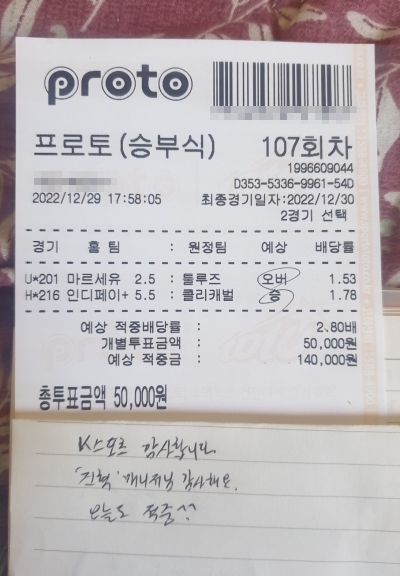 proto
프로토(승부식) 107회차
1996609044
D353-5336-9961-54D
2022/12/29 17:58:05 최종경기일자:2022/12/30
2경기 선택
경기 홈팀 : 원정팀 예상 배당률
U*201 마르세유 2.5 : 툴루즈 오버 1.53
H*216 인디페이+ 5.5 : 클리캐벌 승 1.78
예상 적중배당률 : 2.80배
개별투표금액 : 50,000원
예상 적중금 : 140,000원
총투표금액 50,000원
K스포츠 감사합니다
'진혁' 매니저님 감사해요.
오늘도 적중!!